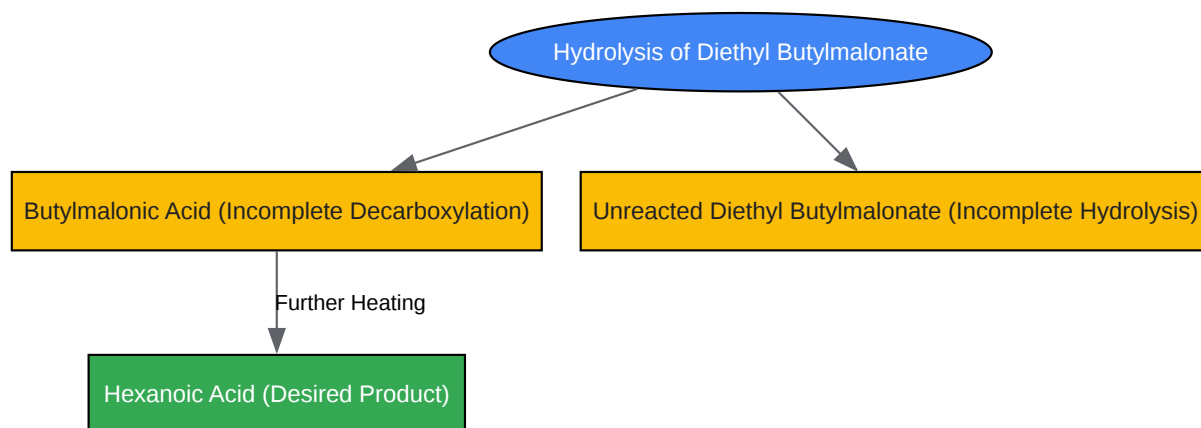 Hydrolysis of Diethyl Butylmalonate
Butylmalonic Acid (Incomplete Decarboxylation)
Unreacted Diethyl Butylmalonate (Incomplete Hydrolysis)
Further Heating
Hexanoic Acid (Desired Product)